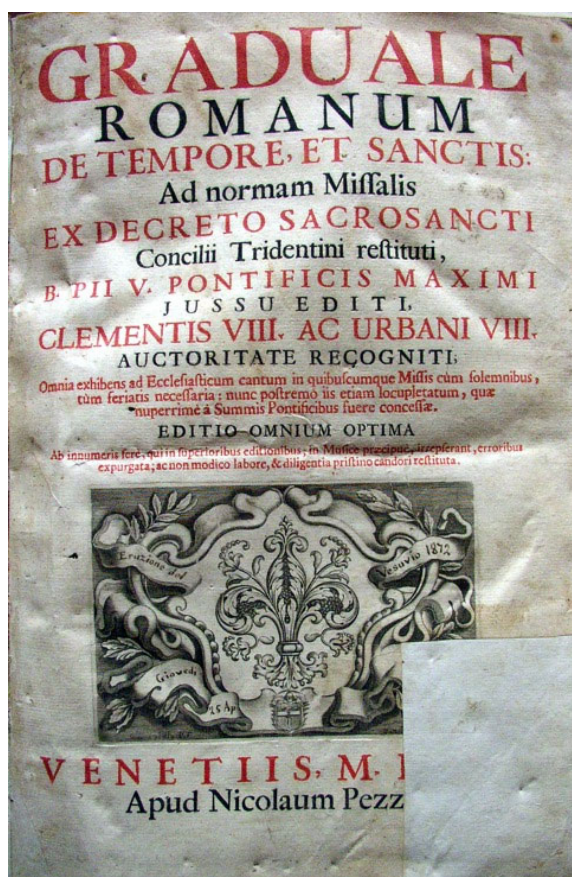 GRADUALE
ROMANUM
DE TEMPORE, ET SANCTIS:
Ad normam Miſſalis
EX DECRETO SACROSANCTI
Concilii Tridentini reſtituti,
B. PII V. PONTIFICIS MAXIMI
JUSSU EDITI,
CLEMENTIS VIII. AC URBANI VIII.
AUCTORITATE RECOGNITI;
Omnia exhibens ad Eccleſiaſticum cantum in quibuſcumque Miſſis cùm ſolemnibus,
tùm feriatis neceſſaria: nunc poſtremò iis etiam locupletatum, quæ
nuperrimè à Summis Pontificibus fuere conceſſæ.
EDITIO OMNIUM OPTIMA
Ab innumeris ferè, qui in ſuperioribus editionibus; in Muſice præcipuè, irrepſerant, erroribus
expurgata; ac non modico labore, & diligentia priſtino candori reſtituta.
Eruzione del
Vesuvio 1872
Giovedì
25 Ap
VENETIIS, M.
Apud Nicolaum Pezz